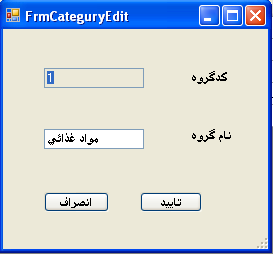 FrmCateguryEdit
کدگروه 1
نام گروه مواد غذائي
تاييد انصراف